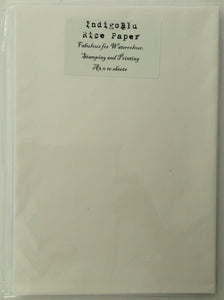 IndigoBlu
Rice Paper
Fabulous for Watercolour,
Stamping and Printing
A5 x 10 sheets